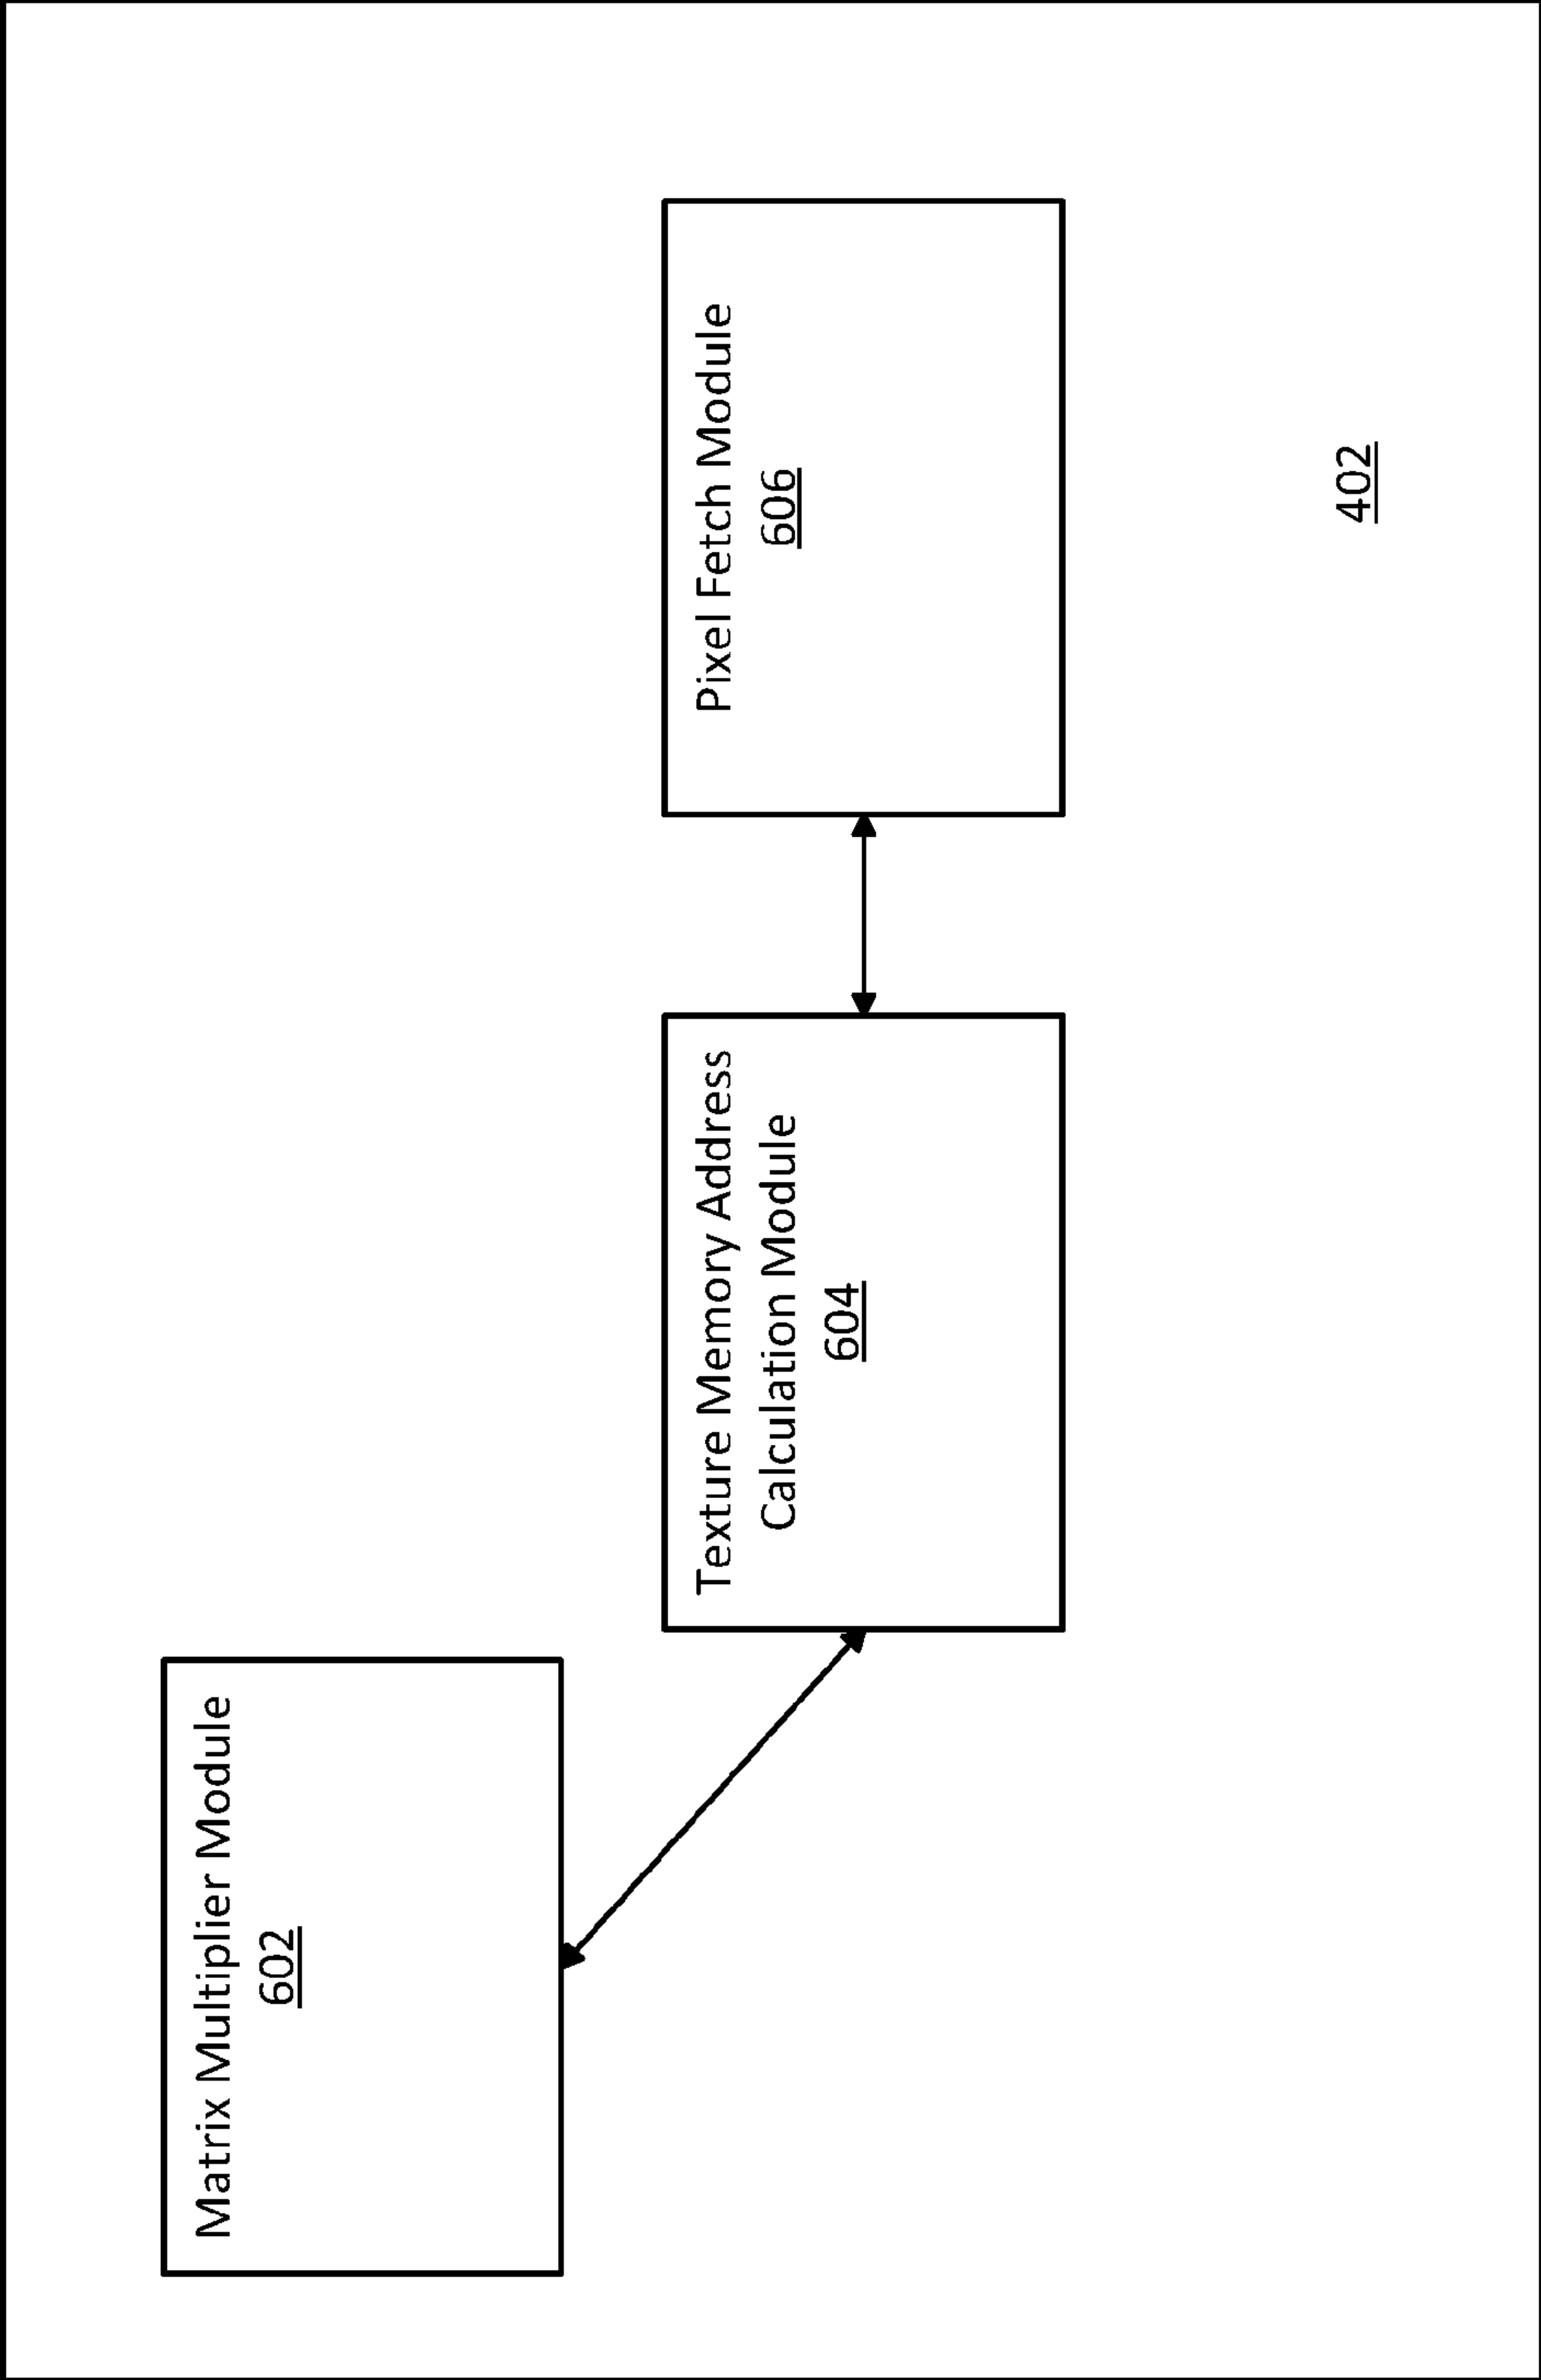 Matrix Multiplier Module
602
Texture Memory Address
Calculation Module
604
Pixel Fetch Module
606
402